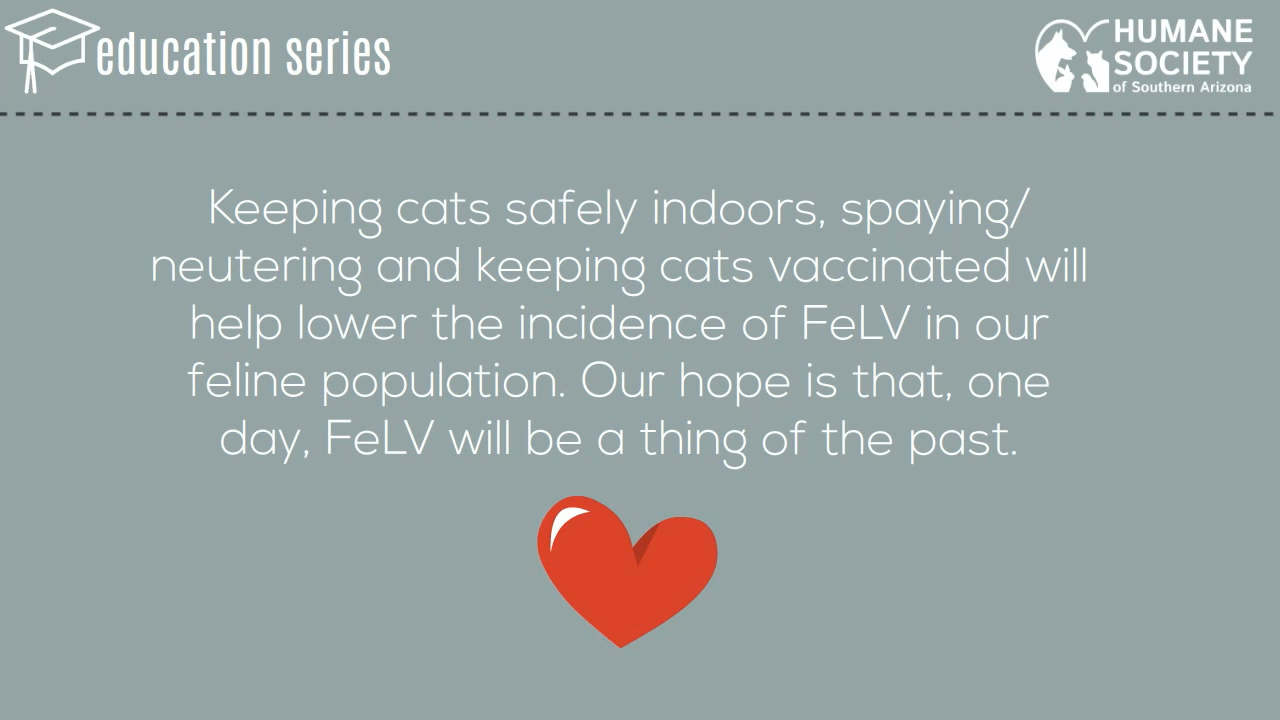 education series
HUMANE
SOCIETY
of Southern Arizona
Keeping cats safely indoors, spaying/
neutering and keeping cats vaccinated will
help lower the incidence of FeLV in our
feline population. Our hope is that, one
day, FeLV will be a thing of the past.